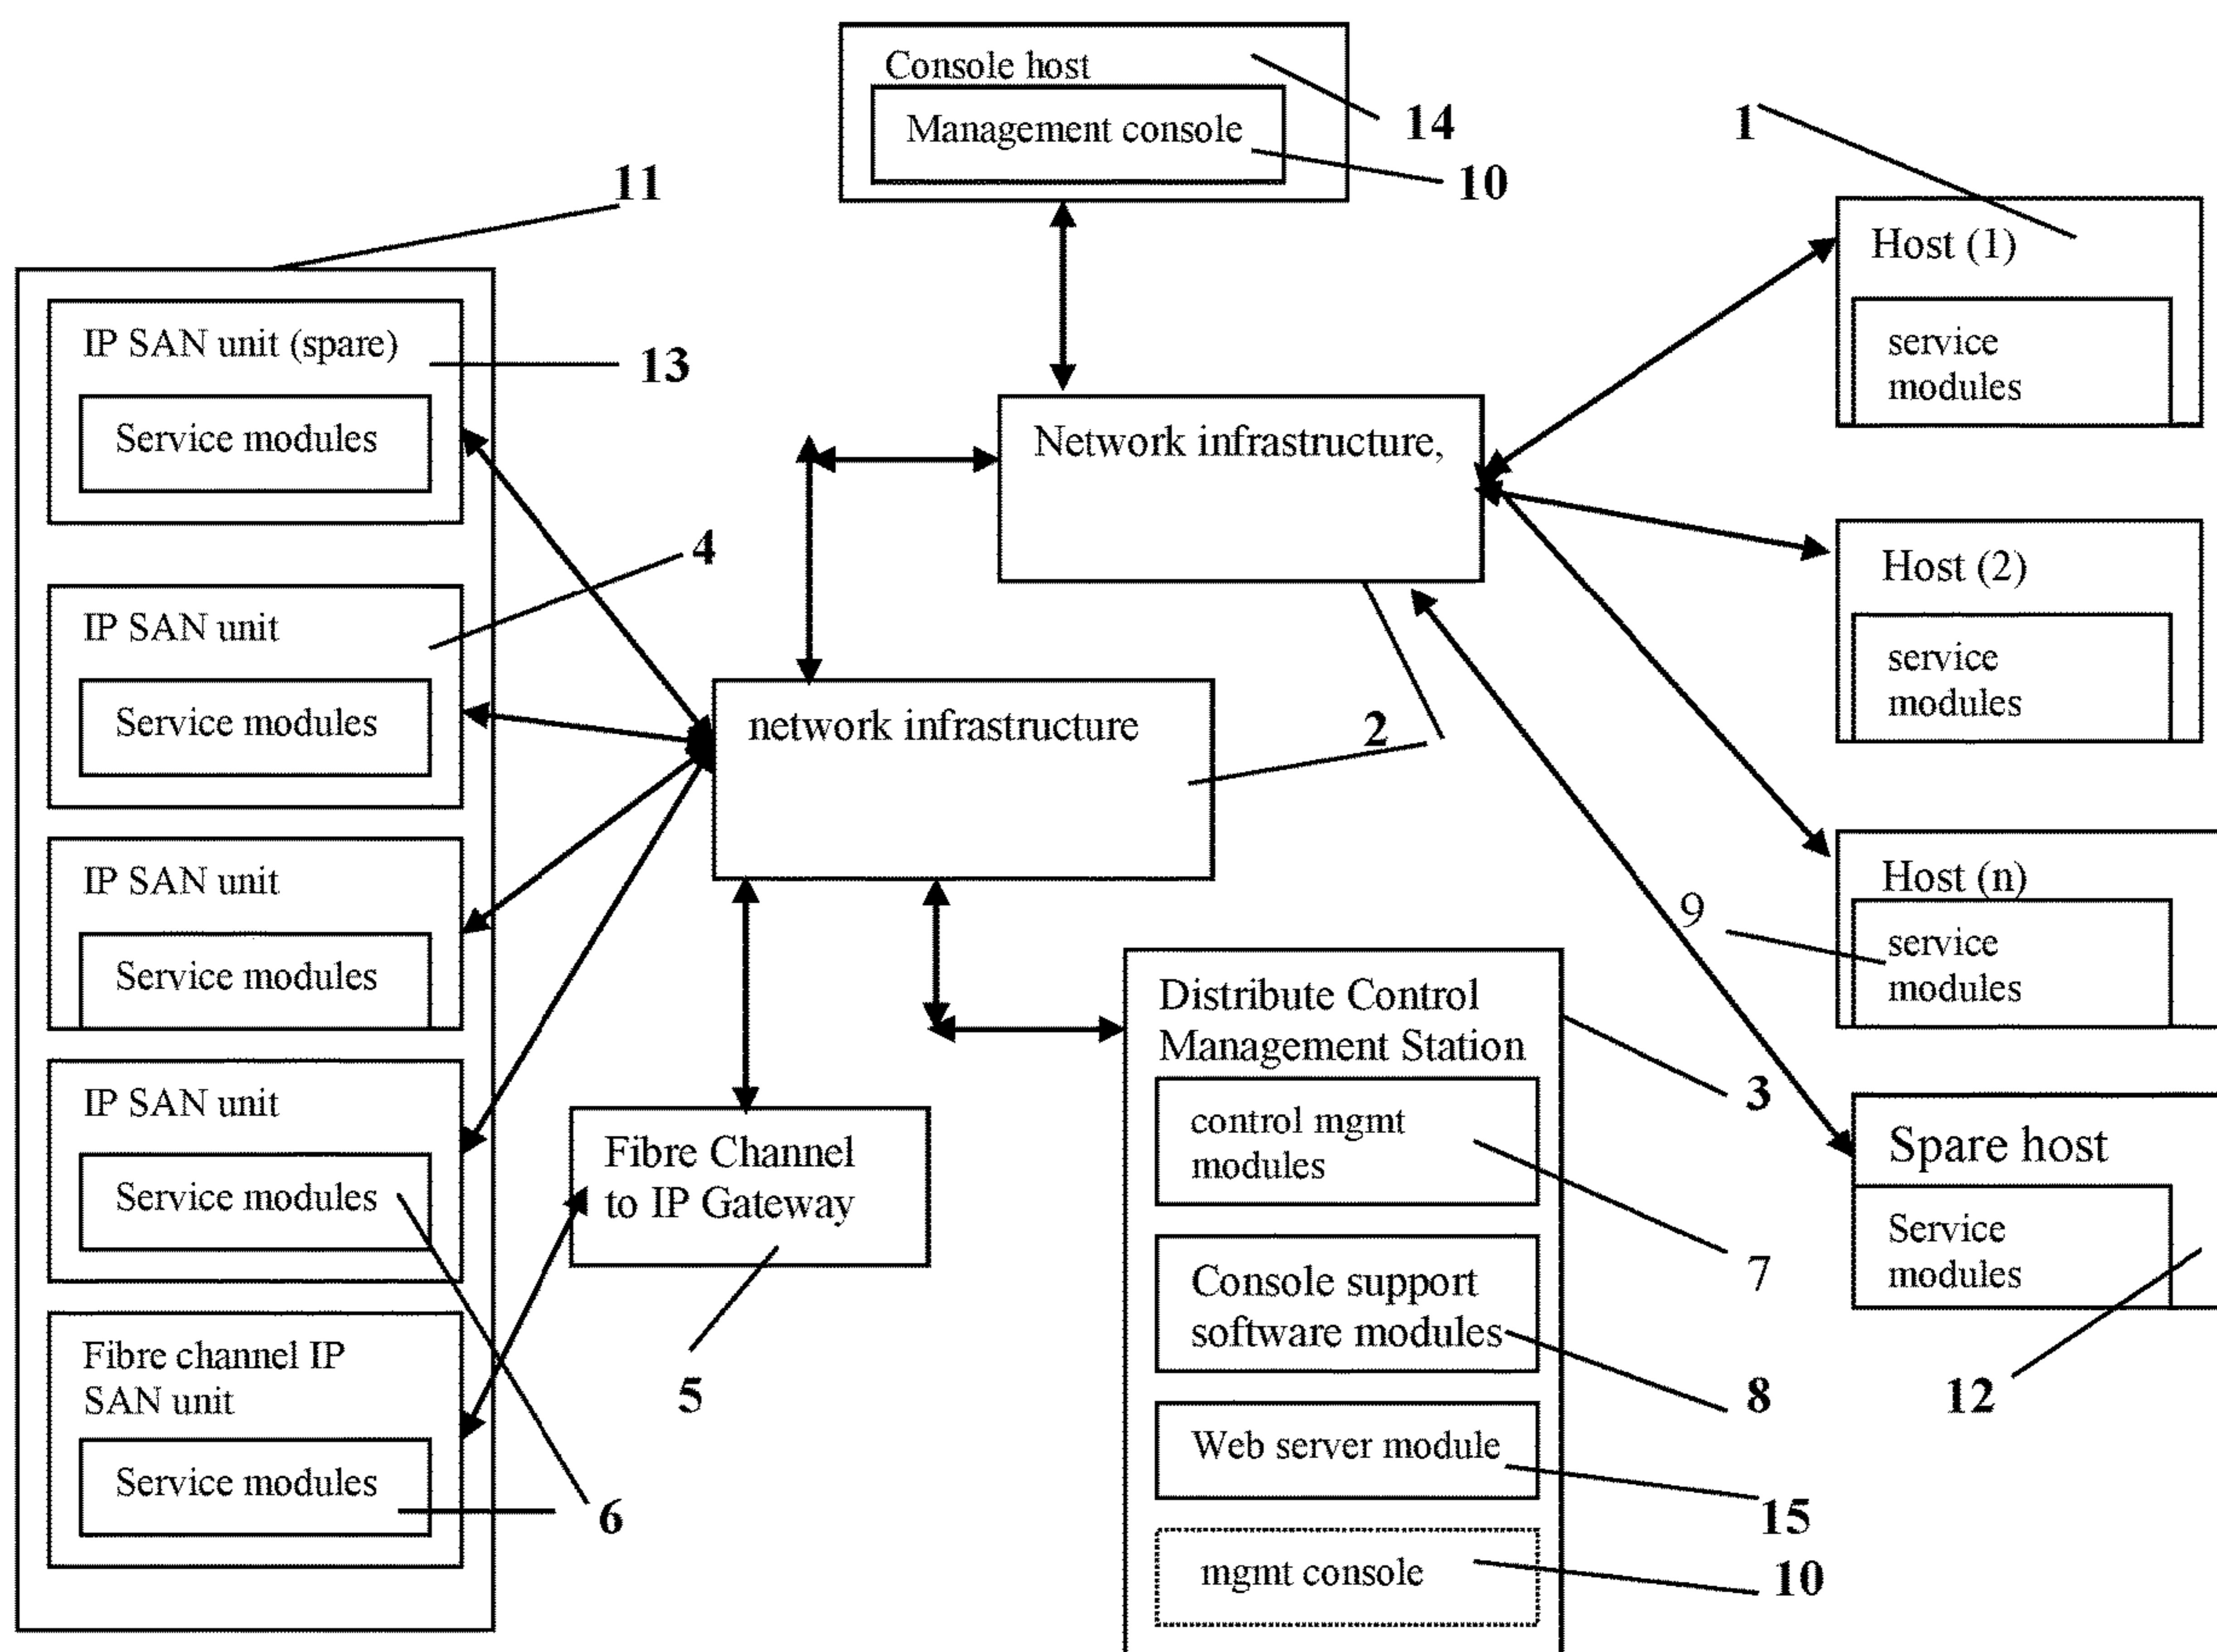 Console host
Management console
14
10
1
11
IP SAN unit (spare)
13
Service modules
4
IP SAN unit
Service modules
IP SAN unit
Service modules
IP SAN unit
Service modules
Fibre channel IP
SAN unit
Service modules
6
Network infrastructure,
network infrastructure
2
Fibre Channel
to IP Gateway
5
Distribute Control
Management Station
3
control mgmt
modules
7
Console support
software modules
8
Web server module
15
mgmt console
10
Host (1)
service
modules
Host (2)
service
modules
Host (n)
9
service
modules
Spare host
Service
modules
12